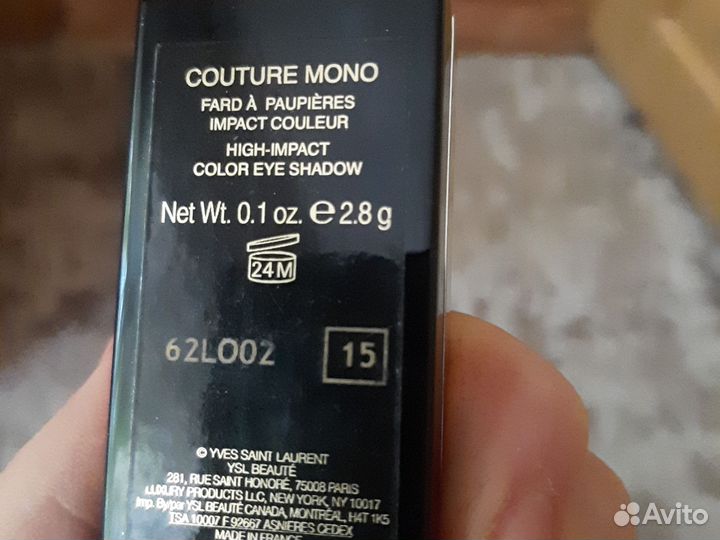 COUTURE MONO
FARD À PAUPIÈRES
IMPACT COULEUR
HIGH-IMPACT
COLOR EYE SHADOW
Net Wt. 0.1 oz. ℮ 2.8 g
24M
62L002 15
© YVES SAINT LAURENT
YSL BEAUTÉ
281, RUE SAINT HONORÉ, 75008 PARIS
LUXURY PRODUCTS LLC, NEW YORK, NY 10017
Imp. By/par YSL BEAUTÉ CANADA, MONTRÉAL, H4T 1K5
TSA 10007 F 92667 ASNIERES CEDEX
MADE IN FRANCE
Avito